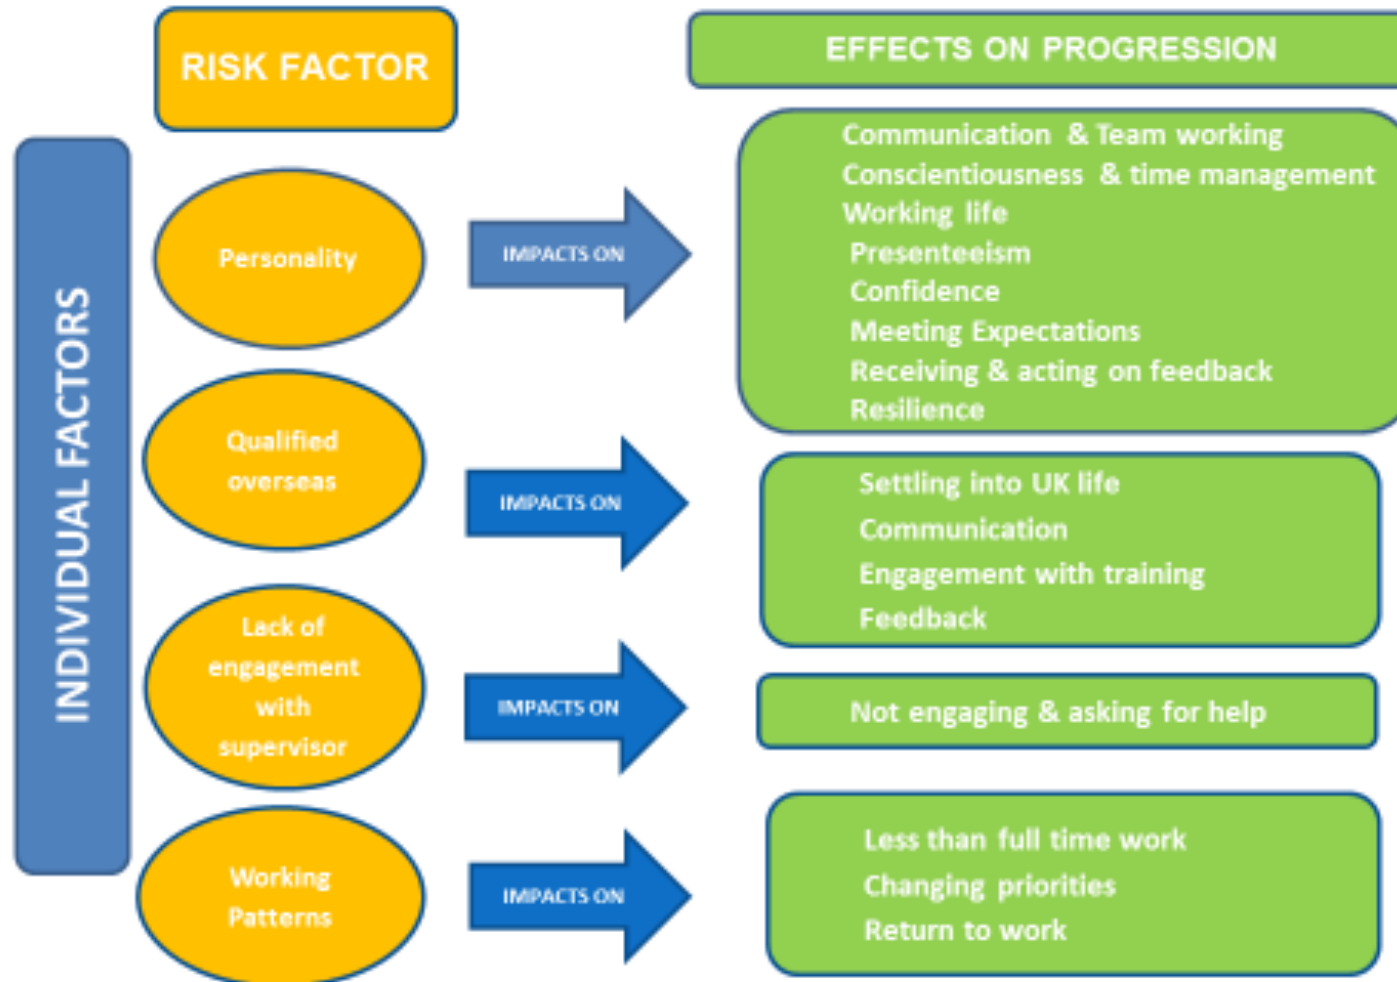 RISK FACTOR
EFFECTS ON PROGRESSION
INDIVIDUAL FACTORS
Personality
IMPACTS ON
Communication & Team working
Conscientiousness & time management
Working life
Presenteeism
Confidence
Meeting Expectations
Receiving & acting on feedback
Resilience
Qualified
overseas
IMPACTS ON
Settling into UK life
Communication
Engagement with training
Feedback
Lack of
engagement
with
supervisor
IMPACTS ON
Not engaging & asking for help
Working
Patterns
IMPACTS ON
Less than full time work
Changing priorities
Return to work